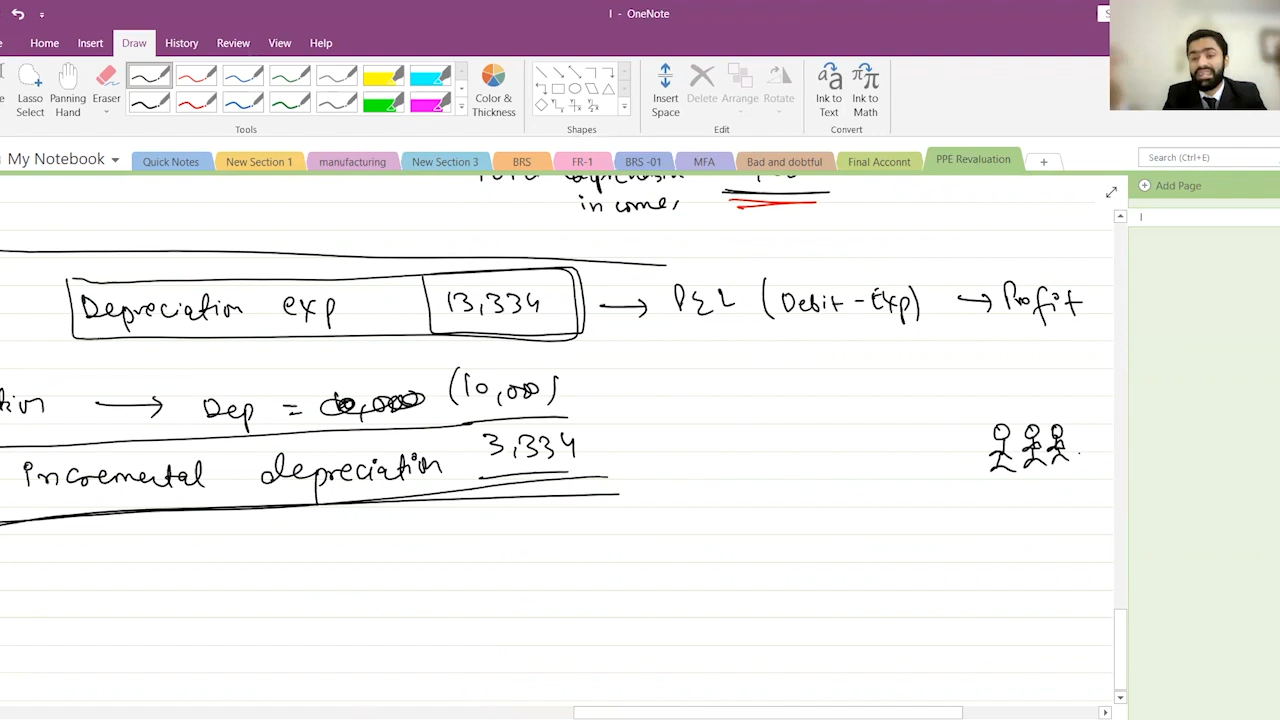 I - OneNote
Home Insert Draw History Review View Help
Lasso Select
Panning Hand
Eraser
Color & Thickness
Insert Space
Delete
Arrange
Rotate
Ink to Text
Ink to Math
Tools
Shapes
Edit
Convert
My Notebook
Quick Notes New Section 1 manufacturing New Section 3 BRS FR-1 BRS -01 MFA Bad and doubtful Final Acconnt PPE Revaluation
Search (Ctrl+E)
Add Page
I
income,
Depreciation exp 13,334 → P&L (Debit - Exp) → Profit
→ Dep = (10,000)
3,334
incremental depreciation